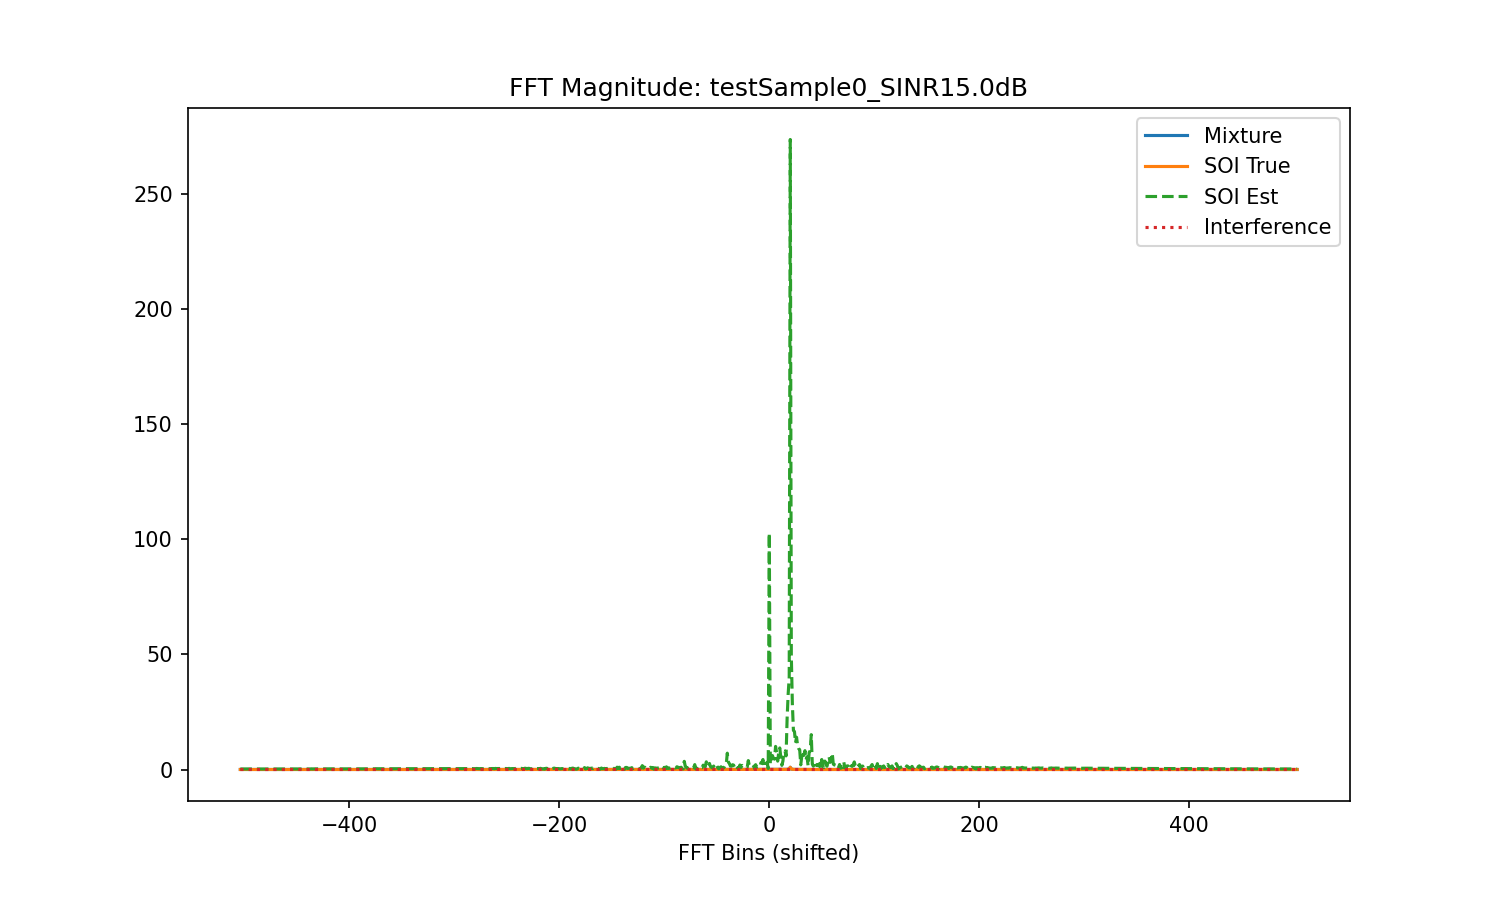 FFT Magnitude: testSample0_SINR15.0dB
Mixture
SOI True
SOI Est
Interference
250
200
150
100
50
0
−400
−200
0
200
400
FFT Bins (shifted)